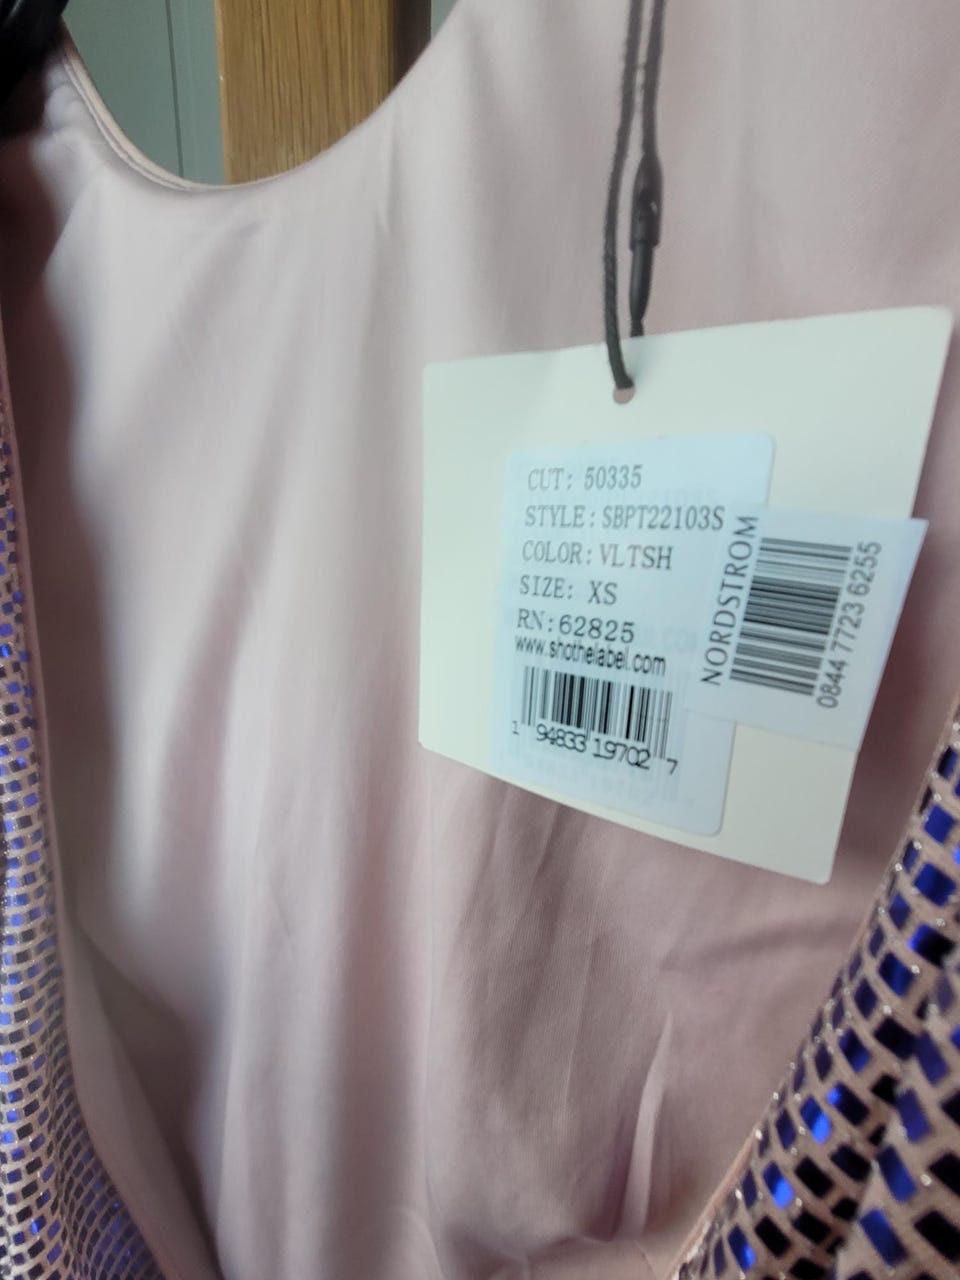 CUT: 50335
STYLE: SBPT22103S
COLOR: VLTSH
SIZE: XS
RN: 62825
www.shothelabel.com
1 94833 19702 7
NORDSTROM
0844 7723 6255